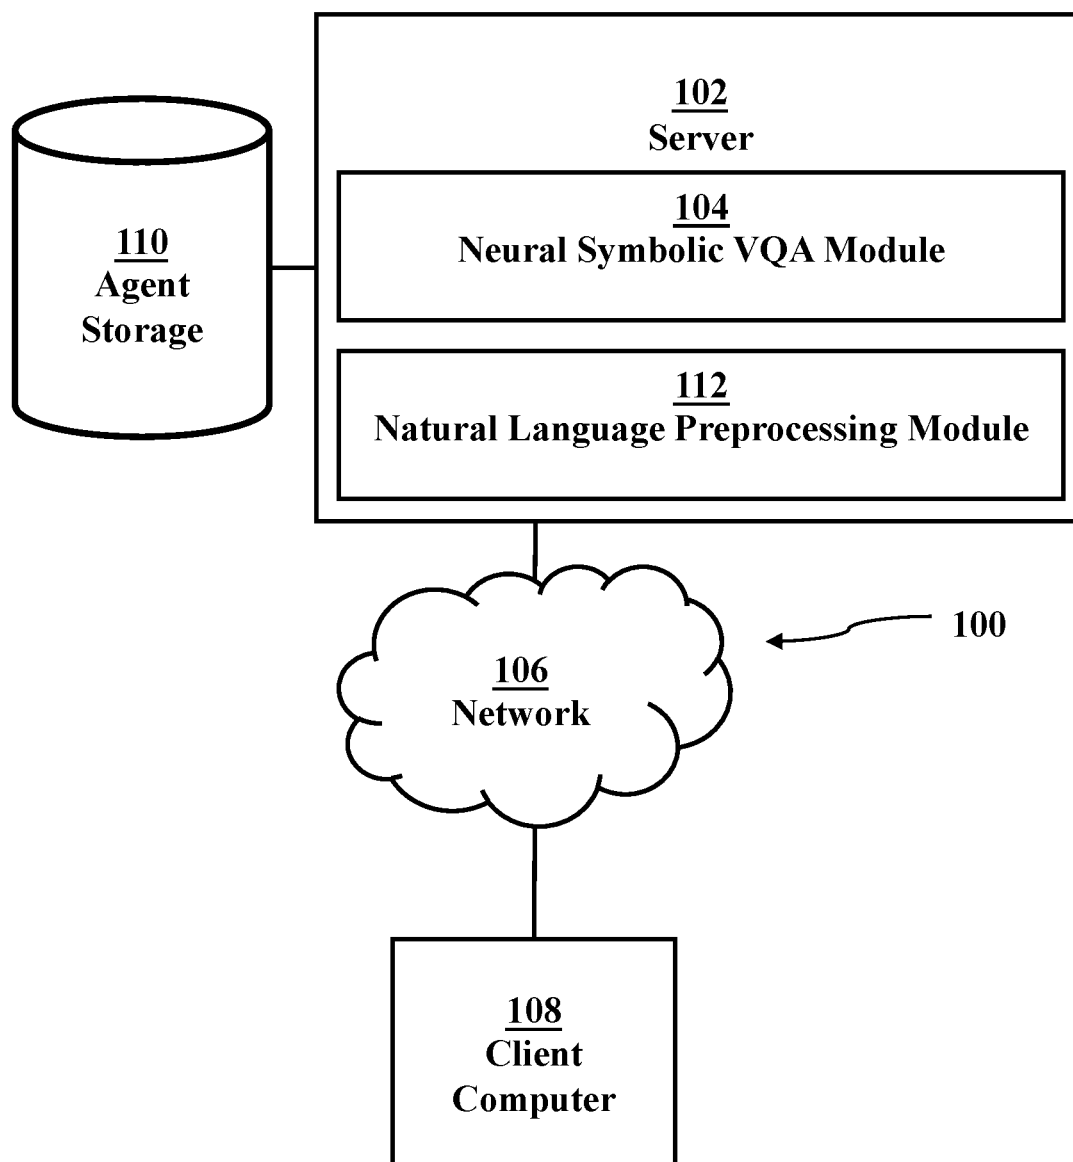 102
Server
104
Neural Symbolic VQA Module
110
Agent
Storage
112
Natural Language Preprocessing Module
100
106
Network
108
Client
Computer